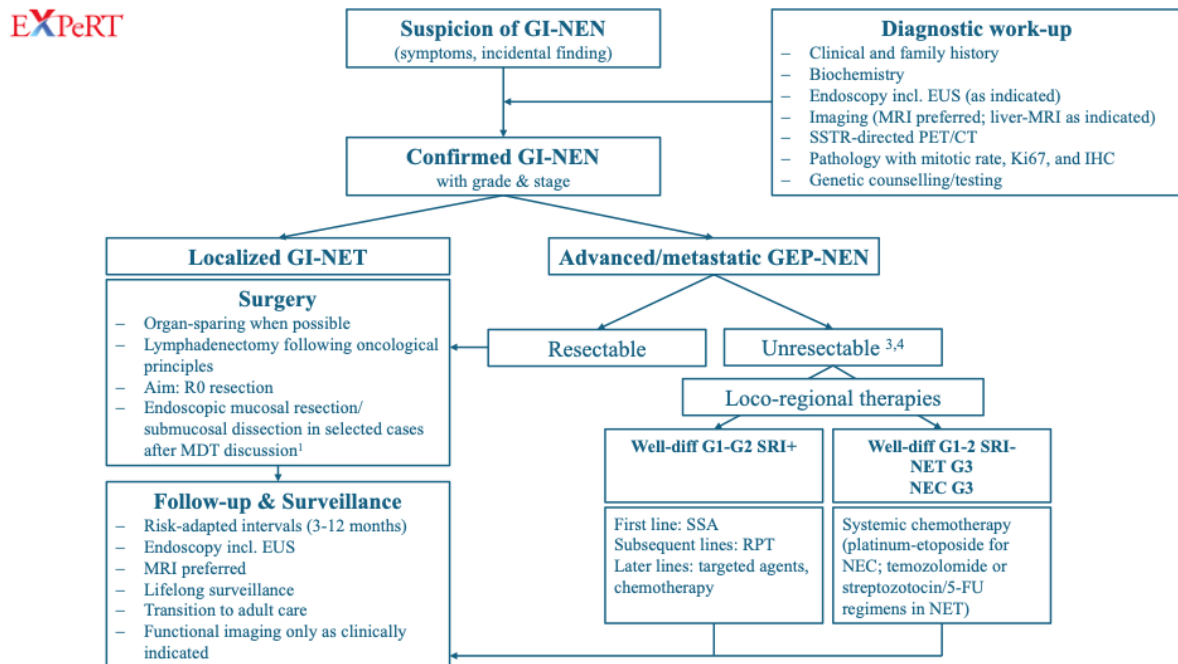 EXPeRT
Suspicion of GI-NEN
(symptoms, incidental finding)
Diagnostic work-up
– Clinical and family history
– Biochemistry
– Endoscopy incl. EUS (as indicated)
– Imaging (MRI preferred; liver-MRI as indicated)
– SSTR-directed PET/CT
– Pathology with mitotic rate, Ki67, and IHC
– Genetic counselling/testing
Confirmed GI-NEN
with grade & stage
Localized GI-NET
Advanced/metastatic GEP-NEN
Surgery
– Organ-sparing when possible
– Lymphadenectomy following oncological
principles
– Aim: R0 resection
– Endoscopic mucosal resection/
submucosal dissection in selected cases
after MDT discussion¹
Resectable
Unresectable ³,⁴
Loco-regional therapies
Well-diff G1-G2 SRI+
Well-diff G1-2 SRI-
NET G3
NEC G3
First line: SSA
Subsequent lines: RPT
Later lines: targeted agents,
chemotherapy
Systemic chemotherapy
(platinum-etoposide for
NEC; temozolomide or
streptozotocin/5-FU
regimens in NET)
Follow-up & Surveillance
– Risk-adapted intervals (3-12 months)
– Endoscopy incl. EUS
– MRI preferred
– Lifelong surveillance
– Transition to adult care
– Functional imaging only as clinically
indicated